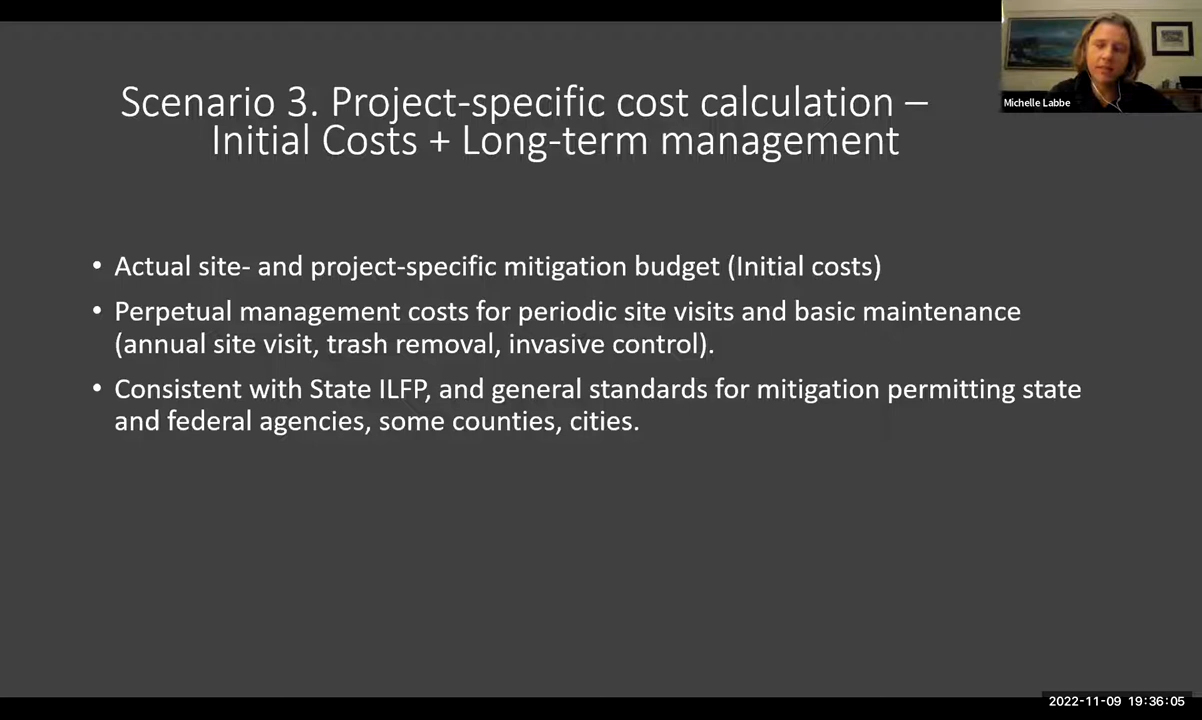 Michelle Labbe
Scenario 3. Project-specific cost calculation –
Initial Costs + Long-term management
• Actual site- and project-specific mitigation budget (Initial costs)
• Perpetual management costs for periodic site visits and basic maintenance
(annual site visit, trash removal, invasive control).
• Consistent with State ILFP, and general standards for mitigation permitting state
and federal agencies, some counties, cities.
2022-11-09 19:36:05